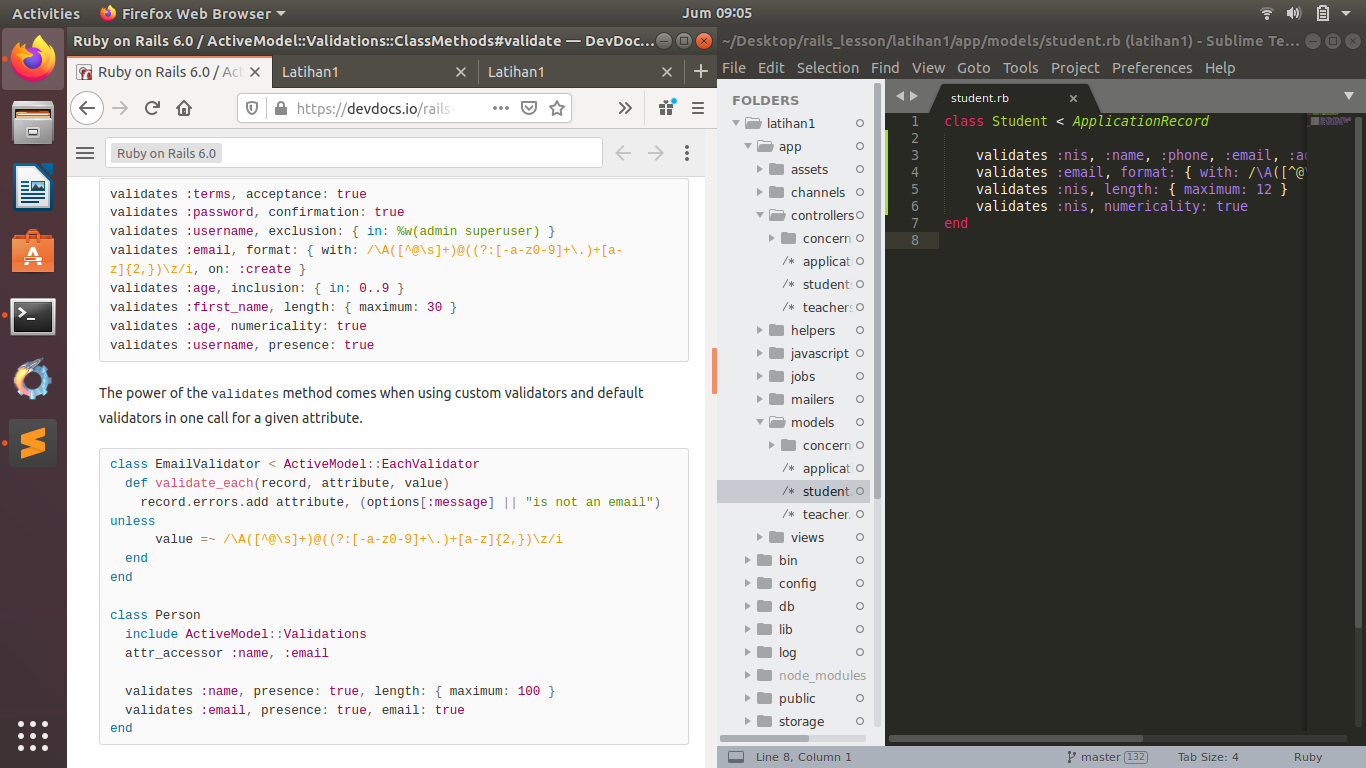 Activities
Firefox Web Browser
Jum 09:05
Ruby on Rails 6.0 / ActiveModel::Validations::ClassMethods#validate — DevDoc...
~/Desktop/rails_lesson/latihan1/app/models/student.rb (latihan1) - Sublime Te...
Ruby on Rails 6.0 / Act
Latihan1
Latihan1
https://devdocs.io/rails-
File Edit Selection Find View Goto Tools Project Preferences Help
Ruby on Rails 6.0
validates :terms, acceptance: true
validates :password, confirmation: true
validates :username, exclusion: { in: %w(admin superuser) }
validates :email, format: { with: /\A([^@\s]+)@((?:[-a-z0-9]+\.)+[a-
z]{2,})\z/i, on: :create }
validates :age, inclusion: { in: 0..9 }
validates :first_name, length: { maximum: 30 }
validates :age, numericality: true
validates :username, presence: true
The power of the validates method comes when using custom validators and default
validators in one call for a given attribute.
class EmailValidator < ActiveModel::EachValidator
def validate_each(record, attribute, value)
record.errors.add attribute, (options[:message] || "is not an email")
unless
value =~ /\A([^@\s]+)@((?:[-a-z0-9]+\.)+[a-z]{2,})\z/i
end
end
class Person
include ActiveModel::Validations
attr_accessor :name, :email
validates :name, presence: true, length: { maximum: 100 }
validates :email, presence: true, email: true
end
FOLDERS
latihan1
app
assets
channels
controllers
concern
/* applicat
/* student
/* teachers
helpers
javascript
jobs
mailers
models
concern
/* applicat
/* student.
/* teacher.
views
bin
config
db
lib
log
node_modules
public
storage
student.rb
1 class Student < ApplicationRecord
2
3 validates :nis, :name, :phone, :email, :a
4 validates :email, format: { with: /\A([^@\
5 validates :nis, length: { maximum: 12 }
6 validates :nis, numericality: true
7 end
8
Line 8, Column 1
master 132
Tab Size: 4
Ruby